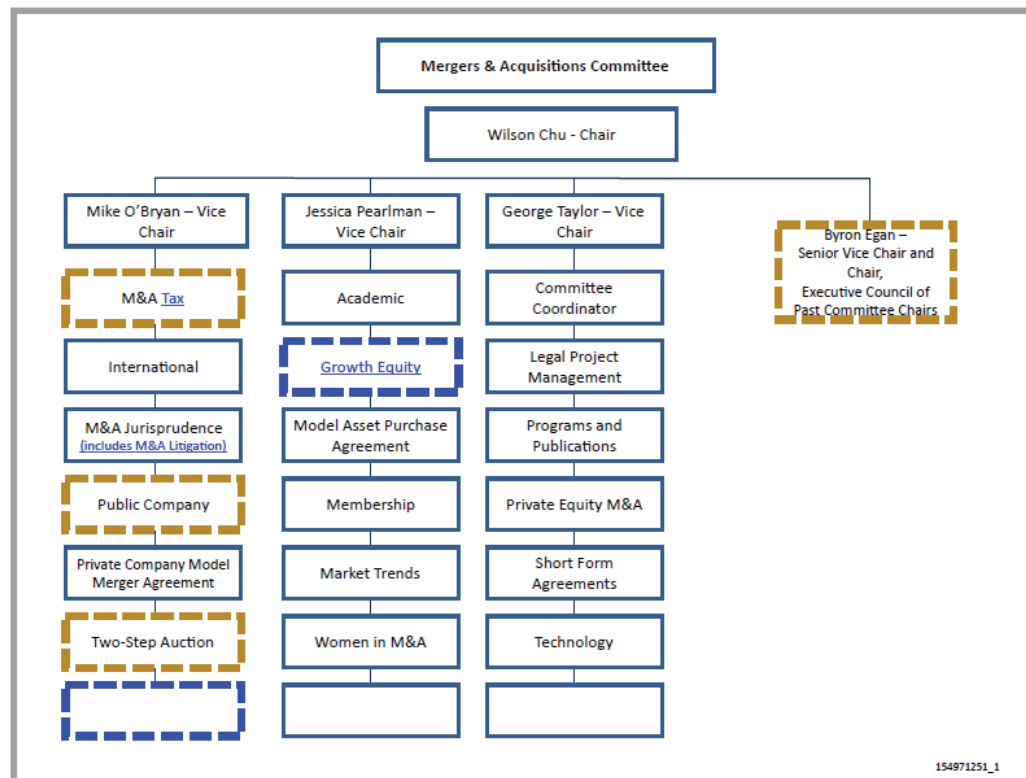 Mergers & Acquisitions Committee
Wilson Chu - Chair
Mike O’Bryan – Vice
Chair
M&A Tax
International
M&A Jurisprudence
(includes M&A Litigation)
Public Company
Private Company Model
Merger Agreement
Two-Step Auction
Jessica Pearlman –
Vice Chair
Academic
Growth Equity
Model Asset Purchase
Agreement
Membership
Market Trends
Women in M&A
George Taylor – Vice
Chair
Committee
Coordinator
Legal Project
Management
Programs and
Publications
Private Equity M&A
Short Form
Agreements
Technology
Byron Egan –
Senior Vice Chair and
Chair,
Executive Council of
Past Committee Chairs
154971251_1